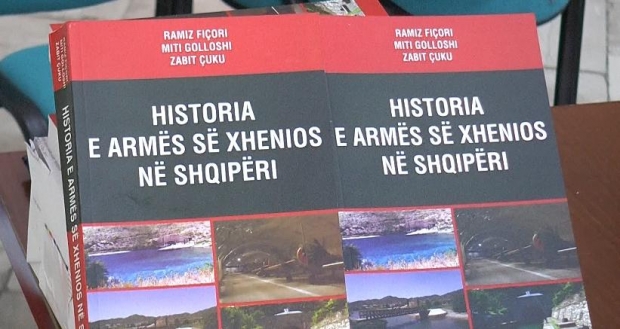 RAMIZ FIÇORI
MITI GOLLOSHI
ZABIT ÇUKU
HISTORIA
E ARMËS SË XHENIOS
NË SHQIPËRI
RAMIZ FIÇORI
MITI GOLLOSHI
ZABIT ÇUKU
HISTORIA
E ARMËS SË XHENIOS
NË SHQIPËRI
HISTORIA E ARMËS SË XHENIOS NË